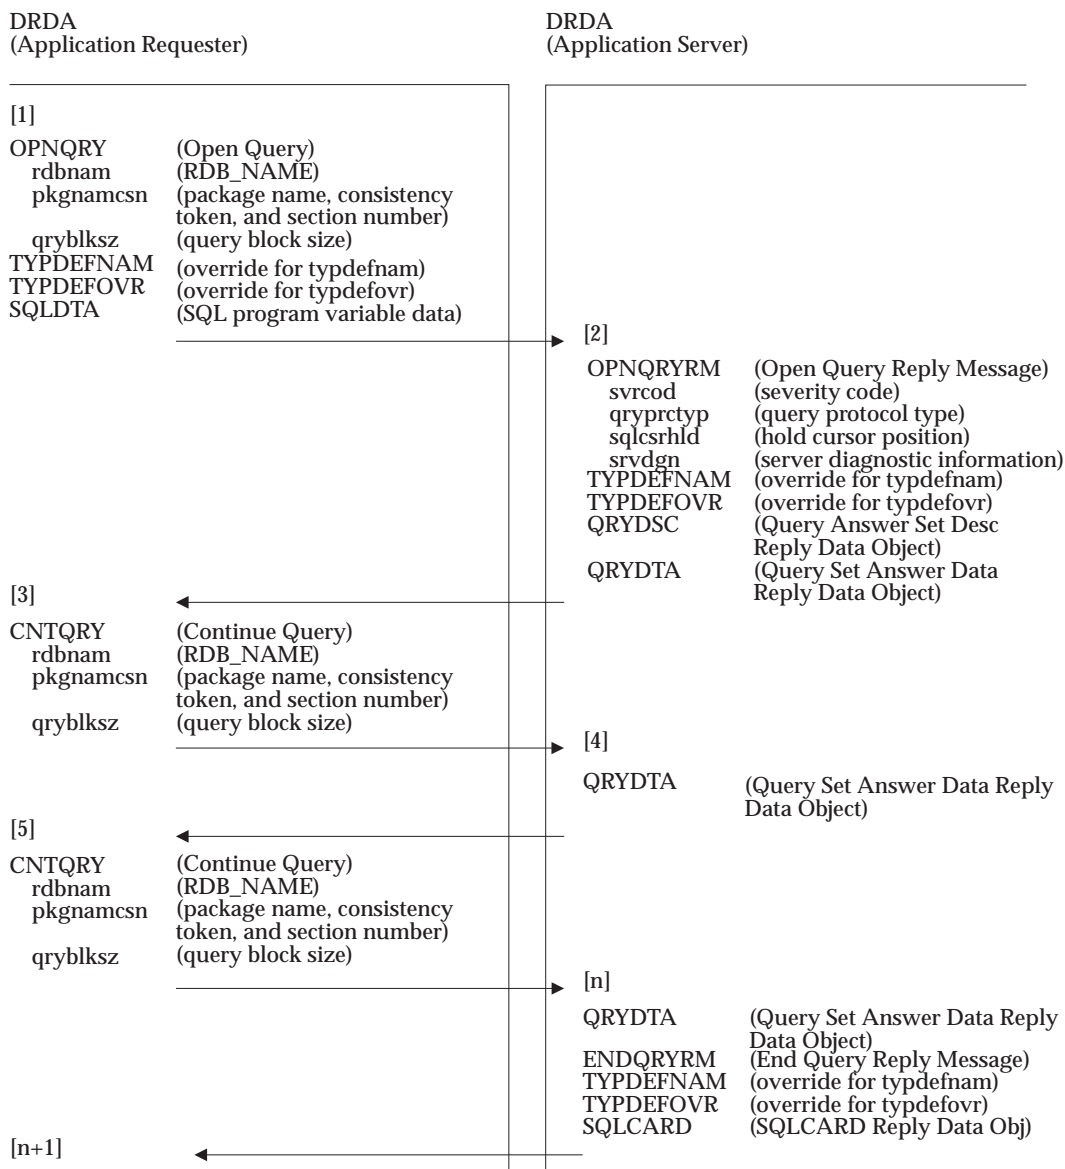 DRDA
(Application Requester)
DRDA
(Application Server)
[1]
OPNQRY (Open Query)
rdbnam (RDB_NAME)
pkgnamcsn (package name, consistency
token, and section number)
qryblksz (query block size)
TYPDEFNAM (override for typdefnam)
TYPDEFOVR (override for typdefovr)
SQLDTA (SQL program variable data)
[2]
OPNQRYRM (Open Query Reply Message)
svrcod (severity code)
qryprctyp (query protocol type)
sqlcsrhld (hold cursor position)
srvdgn (server diagnostic information)
TYPDEFNAM (override for typdefnam)
TYPDEFOVR (override for typdefovr)
QRYDSC (Query Answer Set Desc
Reply Data Object)
QRYDTA (Query Set Answer Data
Reply Data Object)
[3]
CNTQRY (Continue Query)
rdbnam (RDB_NAME)
pkgnamcsn (package name, consistency
token, and section number)
qryblksz (query block size)
[4]
QRYDTA (Query Set Answer Data Reply
Data Object)
[5]
CNTQRY (Continue Query)
rdbnam (RDB_NAME)
pkgnamcsn (package name, consistency
token, and section number)
qryblksz (query block size)
[n]
QRYDTA (Query Set Answer Data Reply
Data Object)
ENDQRYRM (End Query Reply Message)
TYPDEFNAM (override for typdefnam)
TYPDEFOVR (override for typdefovr)
SQLCARD (SQLCARD Reply Data Obj)
[n+1]